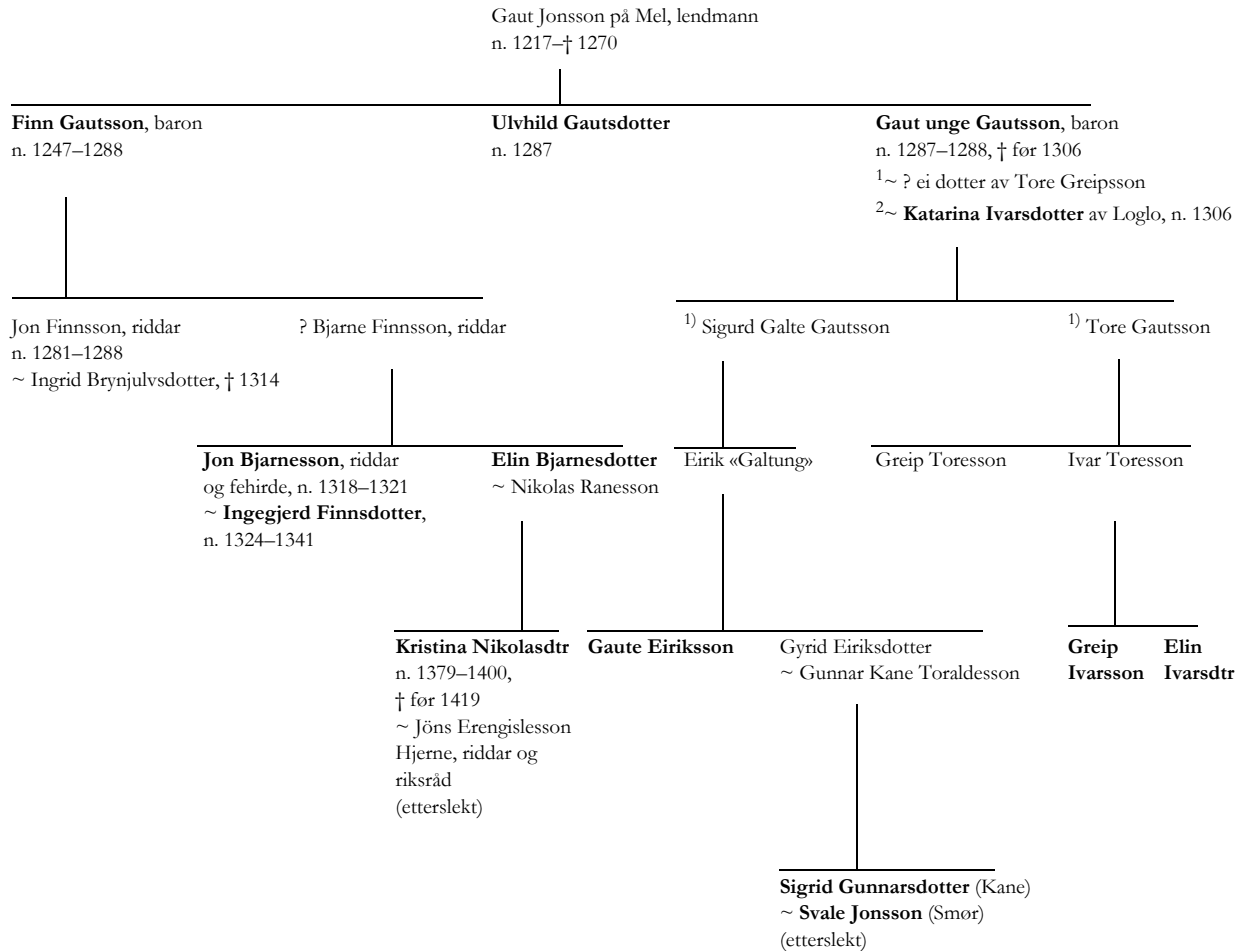 Gaut Jonsson på Mel, lendmann
n. 1217–† 1270
Finn Gautsson, baron
n. 1247–1288
Ulvhild Gautsdotter
n. 1287
Gaut unge Gautsson, baron
n. 1287–1288, † før 1306
1~ ? ei dotter av Tore Greipsson
2~ Katarina Ivarsdotter av Loglo, n. 1306
Jon Finnsson, riddar
n. 1281–1288
~ Ingrid Brynjulvsdotter, † 1314
? Bjarne Finnsson, riddar
1) Sigurd Galte Gautsson
1) Tore Gautsson
Jon Bjarnesson, riddar
og fehirde, n. 1318–1321
~ Ingegjerd Finnsdotter,
n. 1324–1341
Elin Bjarnesdotter
~ Nikolas Ranesson
Eirik «Galtung»
Greip Toresson
Ivar Toresson
Kristina Nikolasdtr
n. 1379–1400,
† før 1419
~ Jöns Erengislesson
Hjerne, riddar og
riksråd
(etterslekt)
Gaute Eiriksson
Gyrid Eiriksdotter
~ Gunnar Kane Toraldesson
Greip
Ivarsson
Elin
Ivarsdtr
Sigrid Gunnarsdotter (Kane)
~ Svale Jonsson (Smør)
(etterslekt)